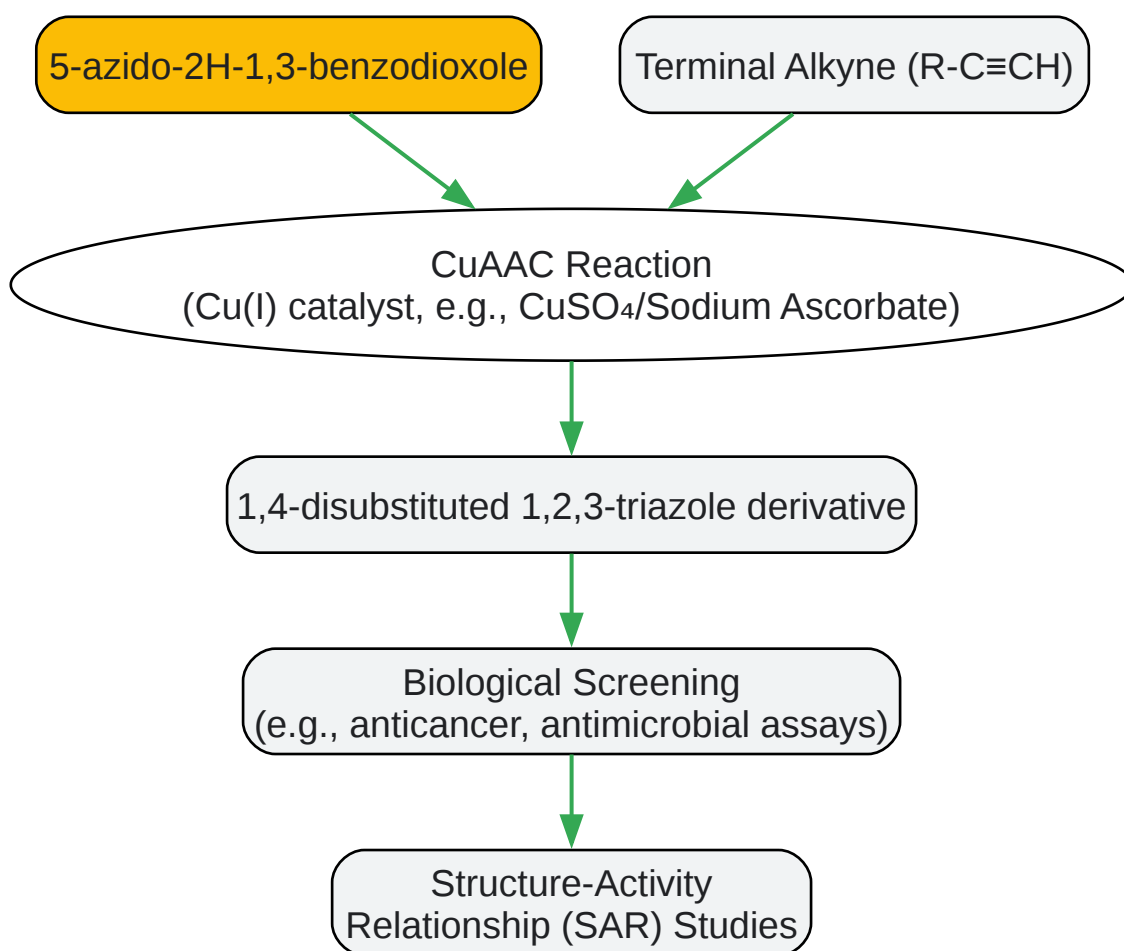 5-azido-2H-1,3-benzodioxole
Terminal Alkyne (R-C≡CH)
CuAAC Reaction
(Cu(I) catalyst, e.g., CuSO₄/Sodium Ascorbate)
1,4-disubstituted 1,2,3-triazole derivative
Biological Screening
(e.g., anticancer, antimicrobial assays)
Structure-Activity
Relationship (SAR) Studies